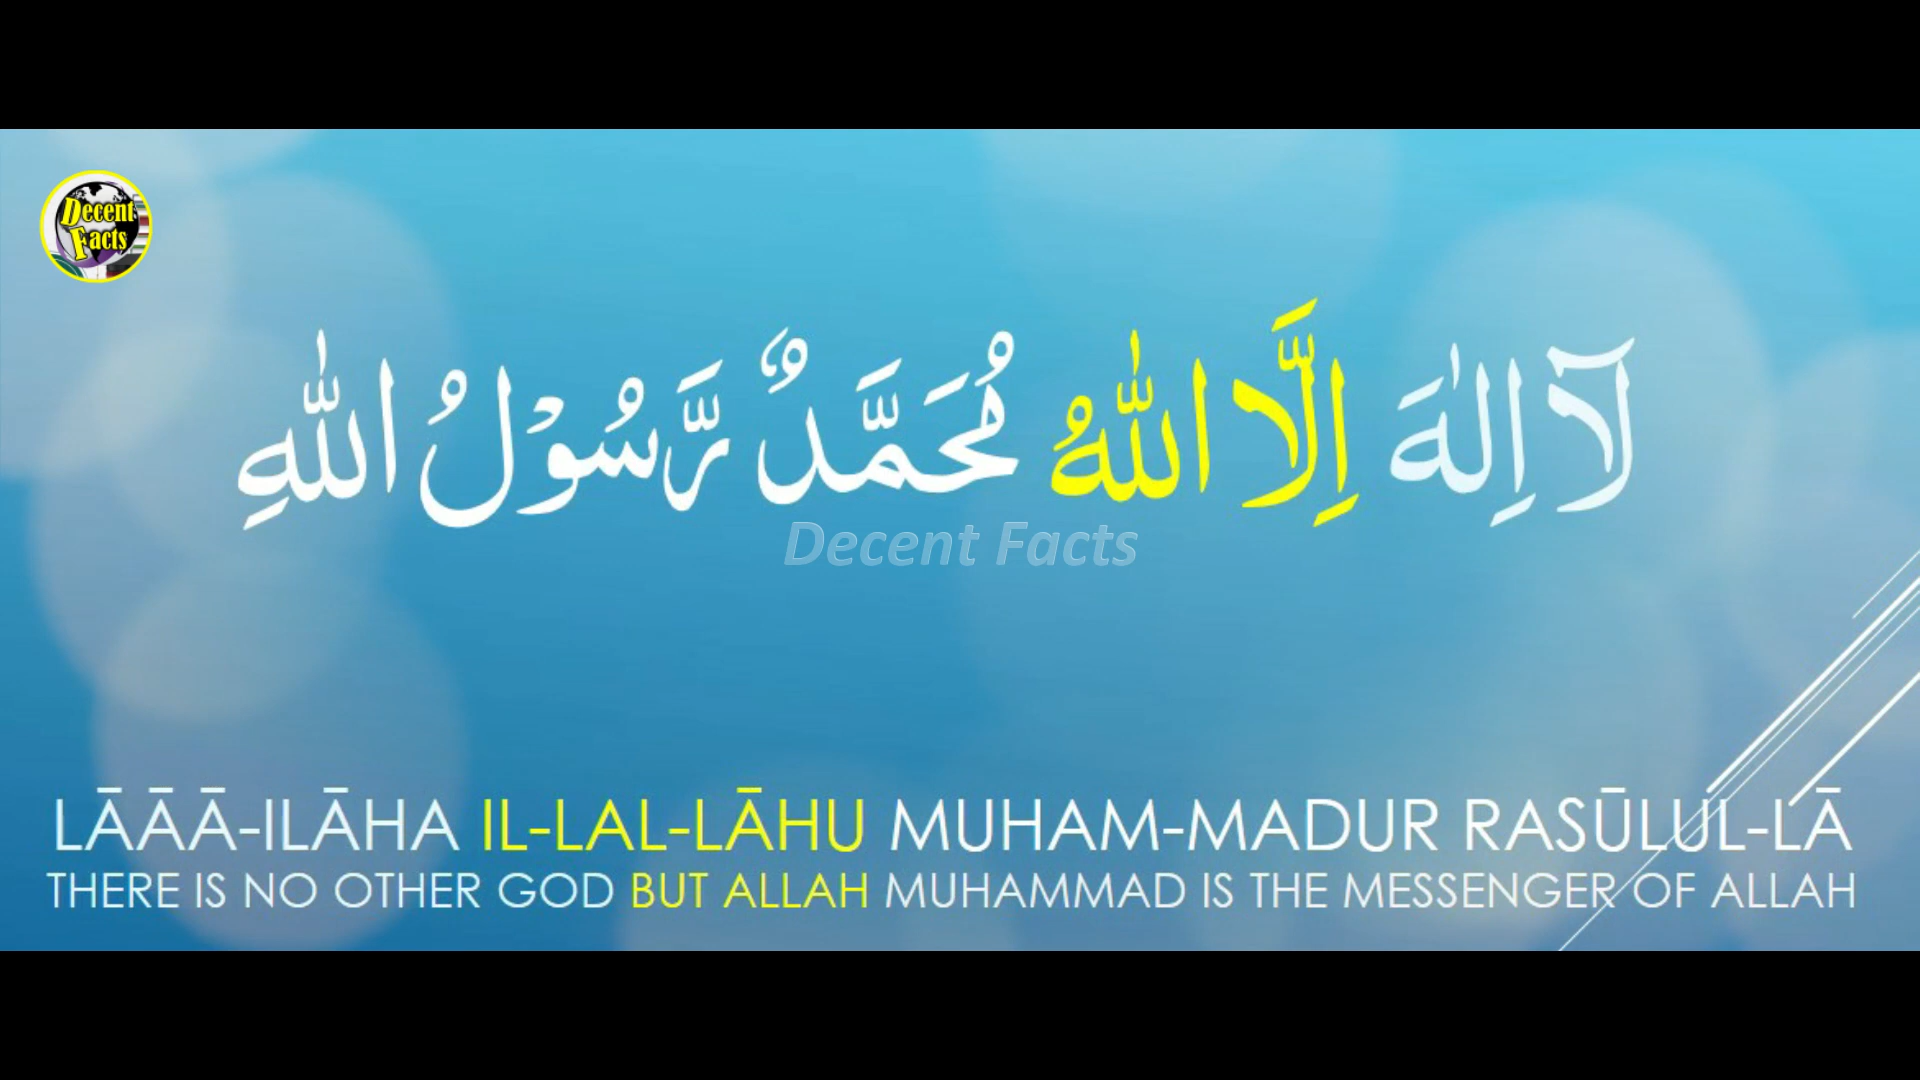 Decent
Facts
لَآ اِلٰهَ اِلَّا اللّٰهُ مُحَمَّدٌ رَّسُوْلُ اللّٰهِ
Decent Facts
LĀĀĀ-ILĀHA IL-LAL-LĀHU MUHAM-MADUR RASŪLUL-LĀ
THERE IS NO OTHER GOD BUT ALLAH MUHAMMAD IS THE MESSENGER OF ALLAH